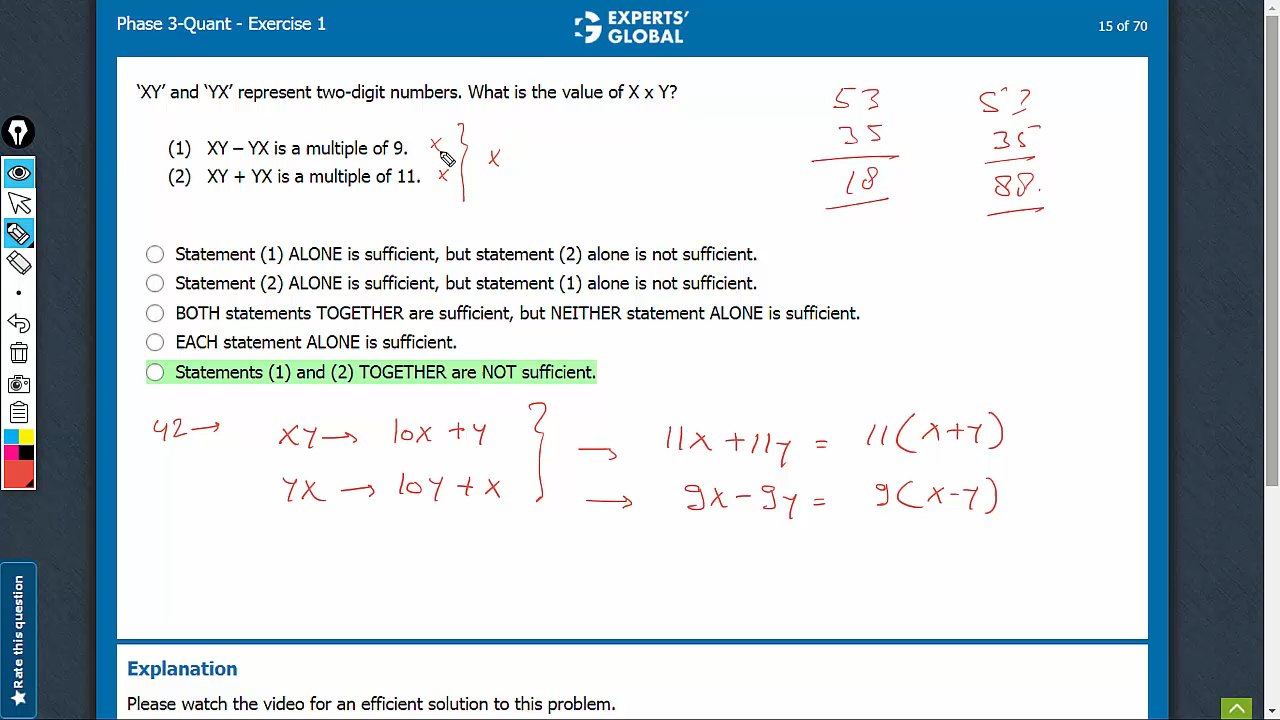 Phase 3-Quant - Exercise 1
EXPERTS'
GLOBAL
15 of 70
'XY' and 'YX' represent two-digit numbers. What is the value of X x Y?
(1) XY – YX is a multiple of 9. x
(2) XY + YX is a multiple of 11. x
} x
53
35
18
53
35
88.
Statement (1) ALONE is sufficient, but statement (2) alone is not sufficient.
Statement (2) ALONE is sufficient, but statement (1) alone is not sufficient.
BOTH statements TOGETHER are sufficient, but NEITHER statement ALONE is sufficient.
EACH statement ALONE is sufficient.
Statements (1) and (2) TOGETHER are NOT sufficient.
42 → XY → 10X + Y } → 11X + 11Y = 11(X+Y)
YX → 10Y + X → 9X - 9Y = 9(X-Y)
Rate this question
Explanation
Please watch the video for an efficient solution to this problem.